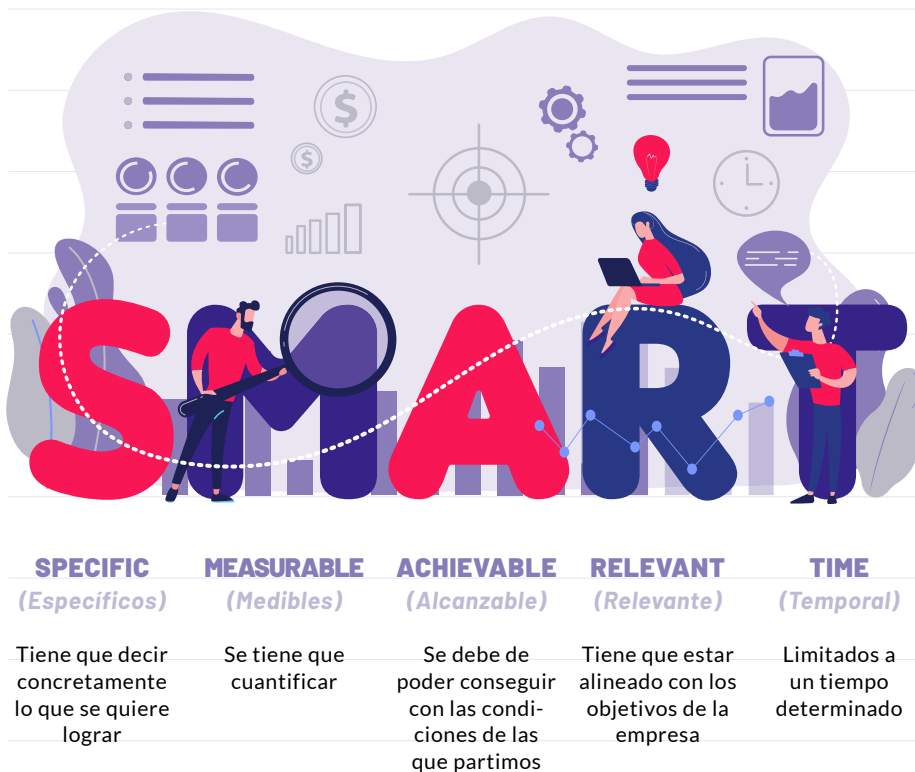 $
$
SMART
SPECIFIC
(Específicos)
Tiene que decir
concretamente
lo que se quiere
lograr
MEASURABLE
(Medibles)
Se tiene que
cuantificar
ACHIEVABLE
(Alcanzable)
Se debe de
poder conseguir
con las condi-
ciones de las
que partimos
RELEVANT
(Relevante)
Tiene que estar
alineado con los
objetivos de la
empresa
TIME
(Temporal)
Limitados a
un tiempo
determinado